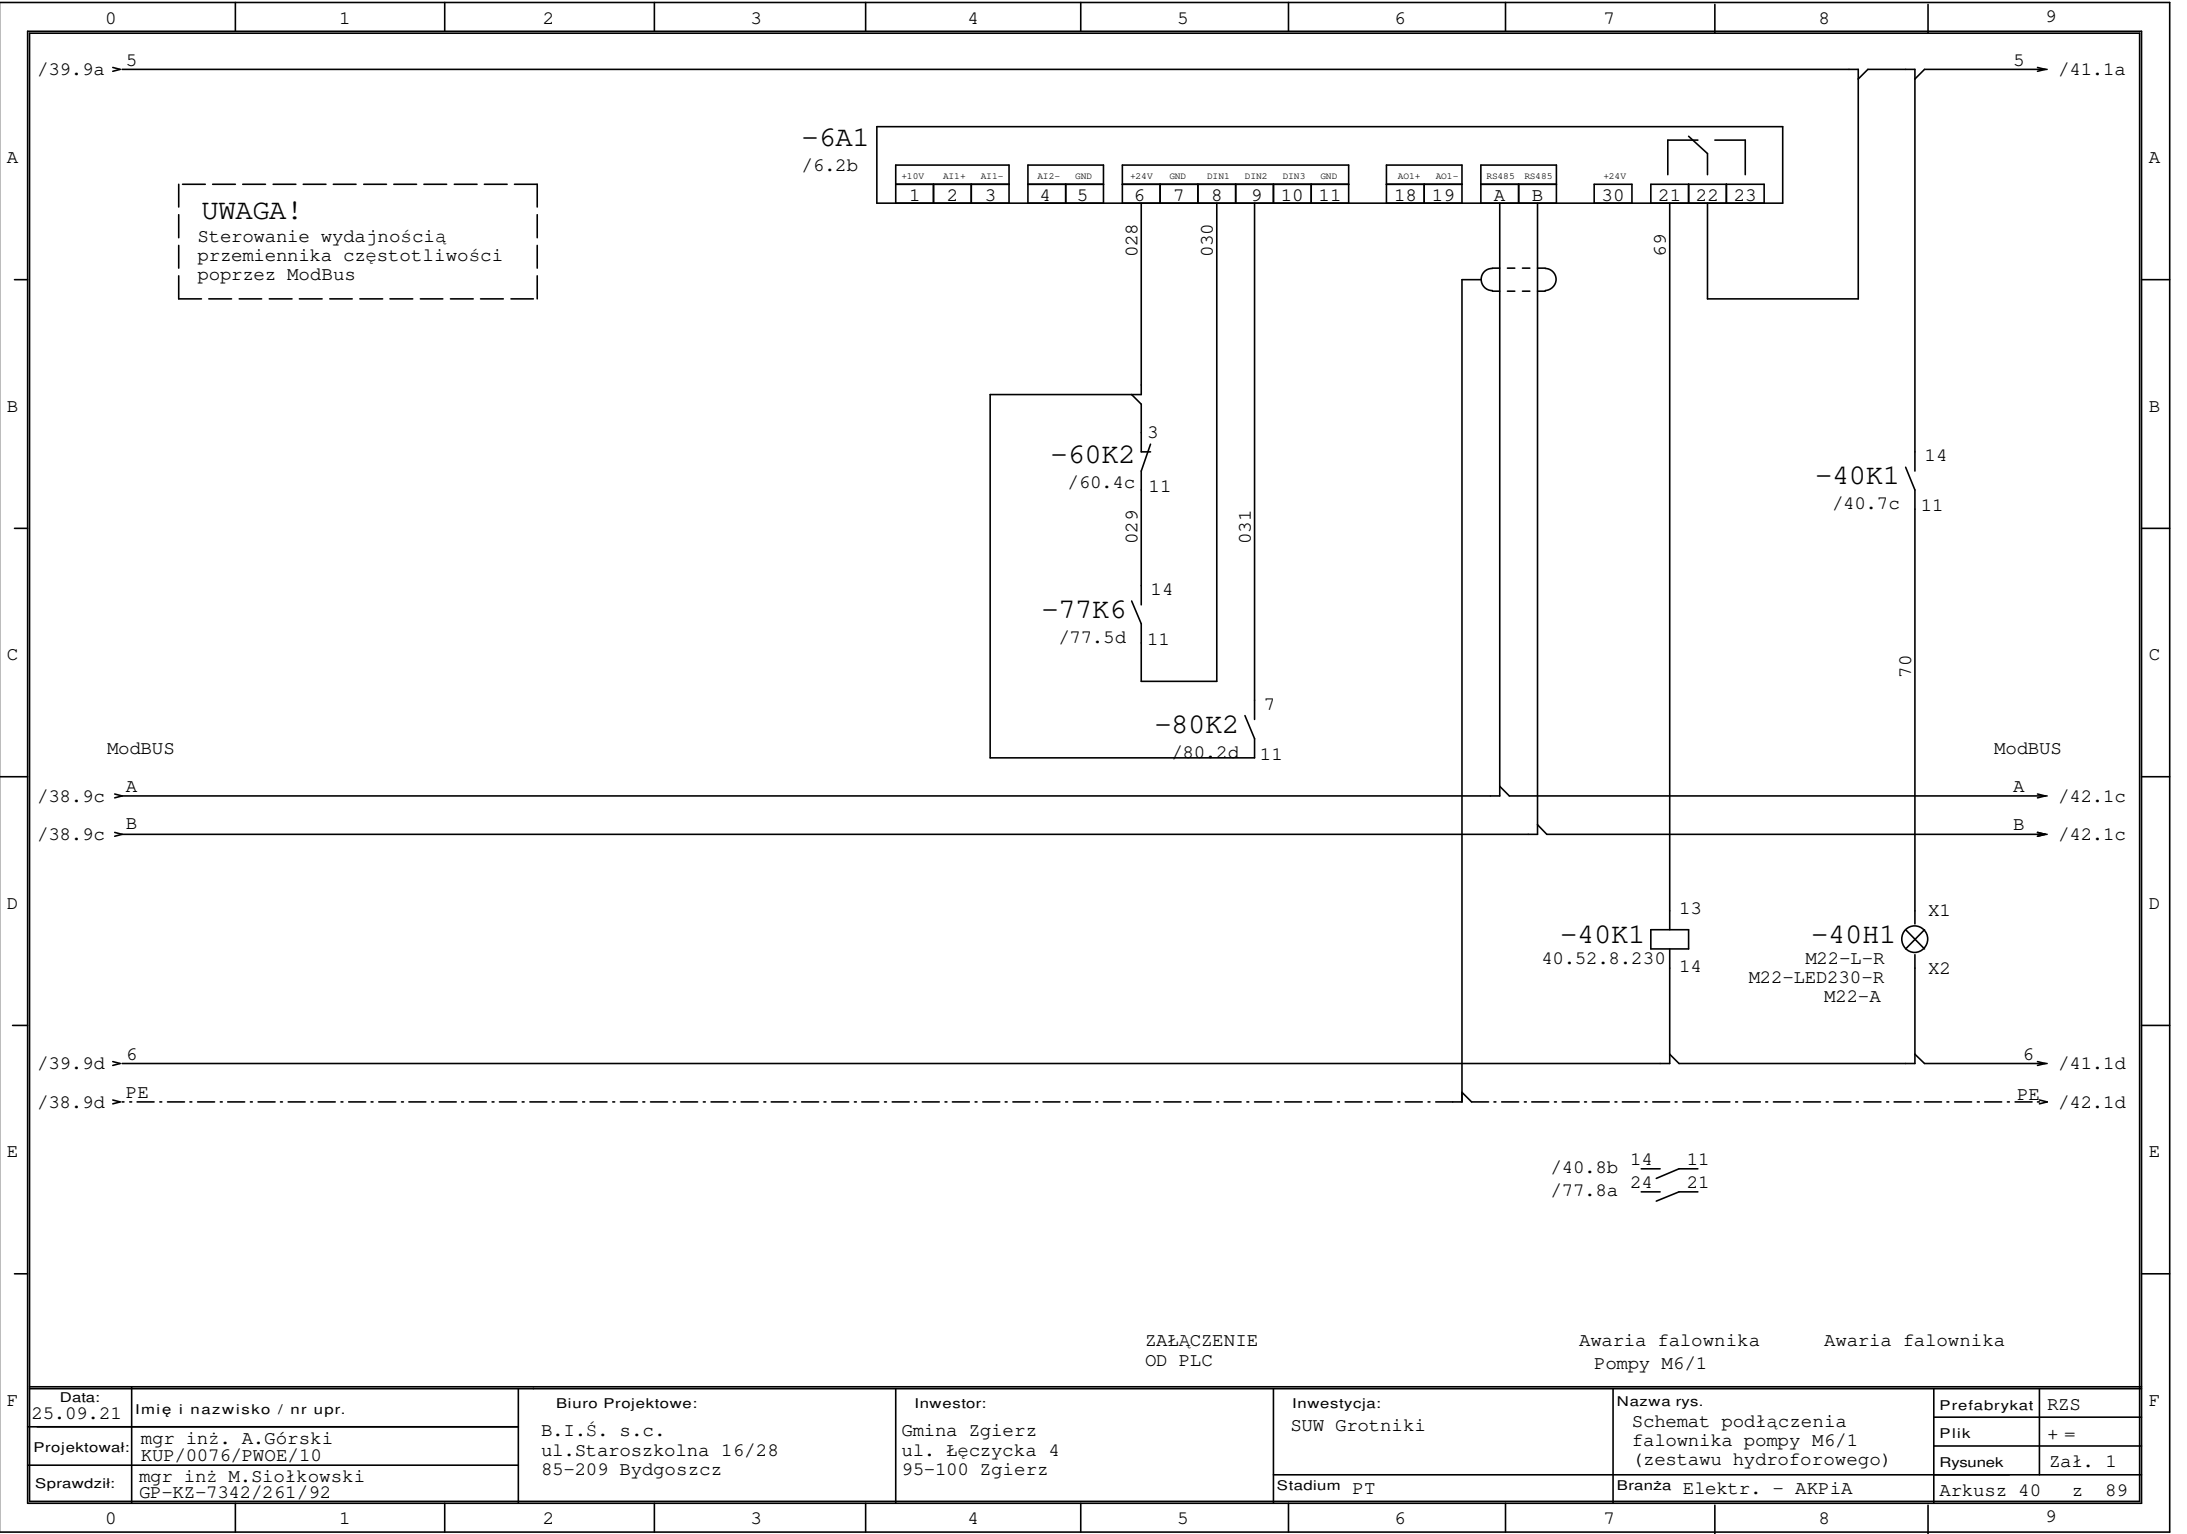 0 1 2 3 4 5 6 7 8 9
/39.9a 5 5 /41.1a
-6A1
/6.2b
+10V AI1+ AI1- AI2- GND +24V GND DIN1 DIN2 DIN3 GND AO1+ AO1- RS485 RS485 +24V
1 2 3 4 5 6 7 8 9 10 11 18 19 A B 30 21 22 23
A A
UWAGA!
Sterowanie wydajnością
przemiennika częstotliwości
poprzez ModBus
028 030 69
B B
3
-60K2
/60.4c 11
14
-40K1
/40.7c 11
029 031
14
-77K6
/77.5d 11
C C
70
7
-80K2
/80.2d 11
ModBUS ModBUS
/38.9c A A /42.1c
/38.9c B B /42.1c
D D
13
-40K1
40.52.8.230
14
X1
-40H1
M22-L-R
X2
M22-LED230-R
M22-A
/39.9d 6 6 /41.1d
/38.9d PE PE /42.1d
E E
/40.8b 14 11
/77.8a 24 21
ZAŁĄCZENIE
OD PLC
Awaria falownika
Pompy M6/1
Awaria falownika
F F
Data:
25.09.21
Imię i nazwisko / nr upr.
Projektował:
mgr inż. A.Górski
KUP/0076/PWOE/10
Sprawdził:
mgr inż M.Siołkowski
GP-KZ-7342/261/92
Biuro Projektowe:
B.I.Ś. s.c.
ul.Staroszkolna 16/28
85-209 Bydgoszcz
Inwestor:
Gmina Zgierz
ul. Łęczycka 4
95-100 Zgierz
Inwestycja:
SUW Grotniki
Stadium PT
Nazwa rys.
Schemat podłączenia
falownika pompy M6/1
(zestawu hydroforowego)
Branża Elektr. - AKPiA
Prefabrykat RZS
Plik + =
Rysunek Zał. 1
Arkusz 40 z 89
0 1 2 3 4 5 6 7 8 9